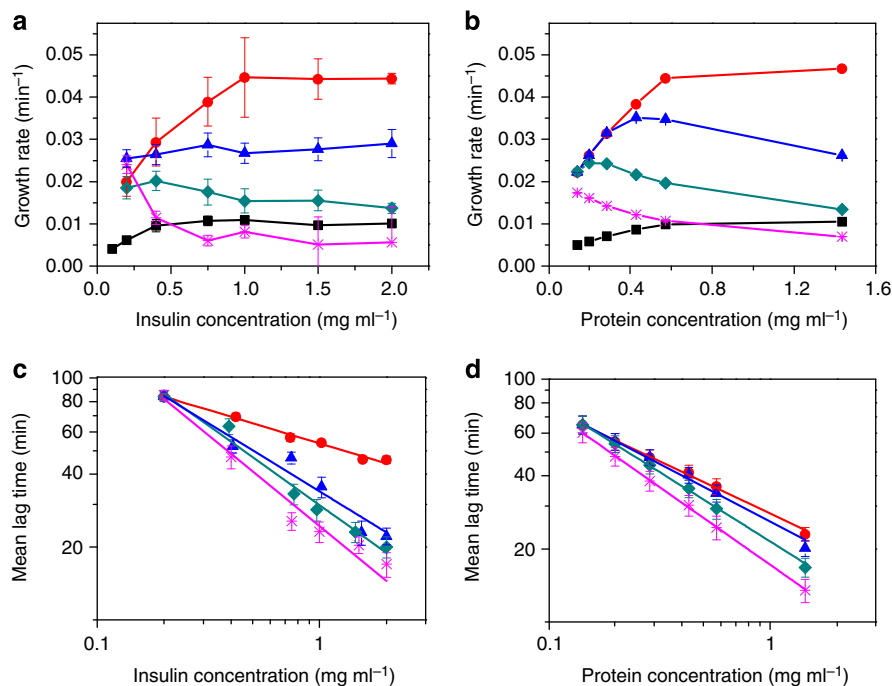 a
0.05
0.04
0.03
0.02
0.01
0.00
Growth rate (min⁻¹)
0.0 0.5 1.0 1.5 2.0
Insulin concentration (mg ml⁻¹)
b
0.05
0.04
0.03
0.02
0.01
0.00
Growth rate (min⁻¹)
0.0 0.4 0.8 1.2 1.6
Protein concentration (mg ml⁻¹)
c
100
80
60
40
20
Mean lag time (min)
0.1 1
Insulin concentration (mg ml⁻¹)
d
100
80
60
40
20
Mean lag time (min)
0.1 1
Protein concentration (mg ml⁻¹)